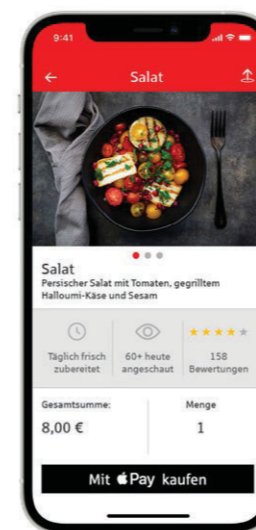 9:41
Salat
Salat
Persischer Salat mit Tomaten, gegrilltem
Halloumi-Käse und Sesam
Täglich frisch
zubereitet
60+ heute
angeschaut
158
Bewertungen
Gesamtsumme:
8,00 €
Menge
1
Mit Pay kaufen